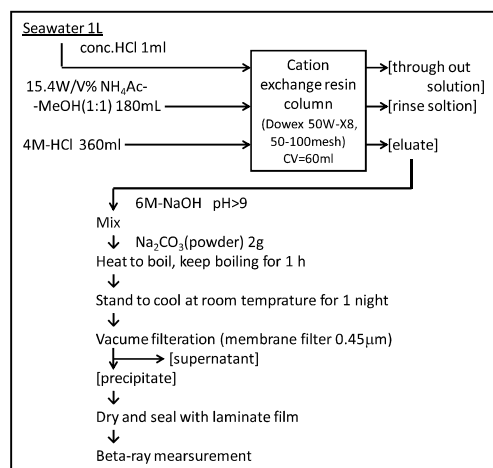 Seawater 1L
conc.HCl 1ml
15.4W/V% NH₄Ac-
-MeOH(1:1) 180mL
4M-HCl 360ml
Cation
exchange resin
column
(Dowex 50W-X8,
50-100mesh)
CV=60ml
[through out
solution]
[rinse soltion]
[eluate]
6M-NaOH pH>9
Mix
Na₂CO₃(powder) 2g
Heat to boil, keep boiling for 1 h
Stand to cool at room temprature for 1 night
Vacume filteration (membrane filter 0.45μm)
[supernatant]
[precipitate]
Dry and seal with laminate film
Beta-ray mearsurement